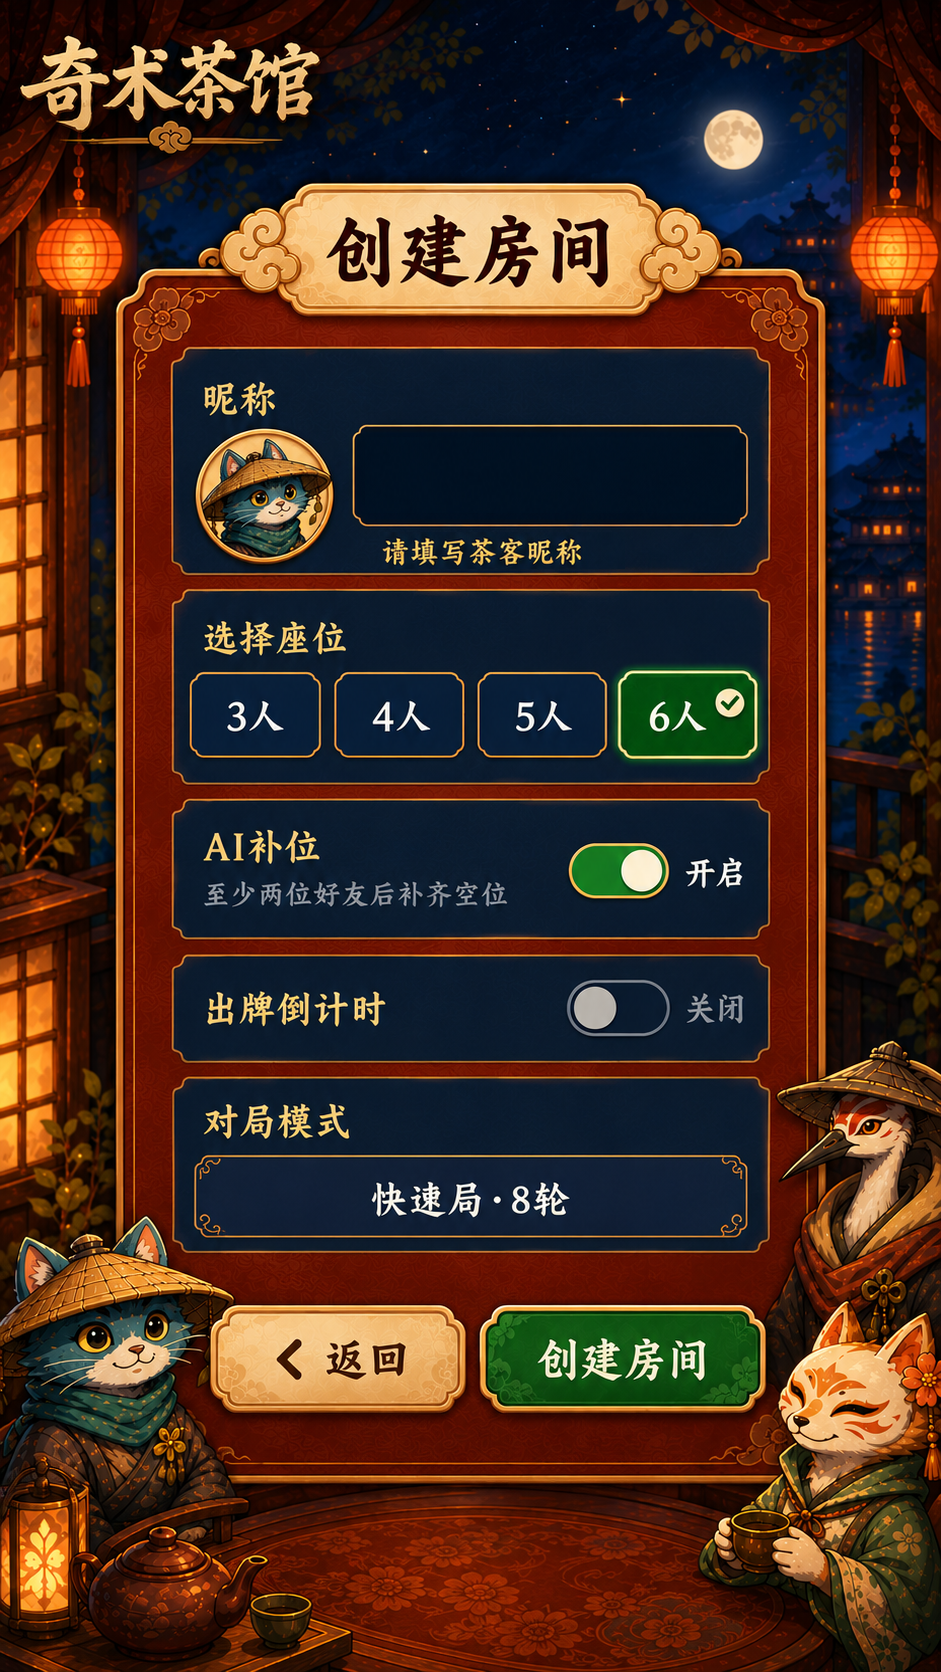 奇术茶馆
创建房间
昵称
请填写茶客昵称
选择座位
3人 4人 5人 6人
AI补位
至少两位好友后补齐空位
开启
出牌倒计时 关闭
对局模式
快速局·8轮
返回 创建房间